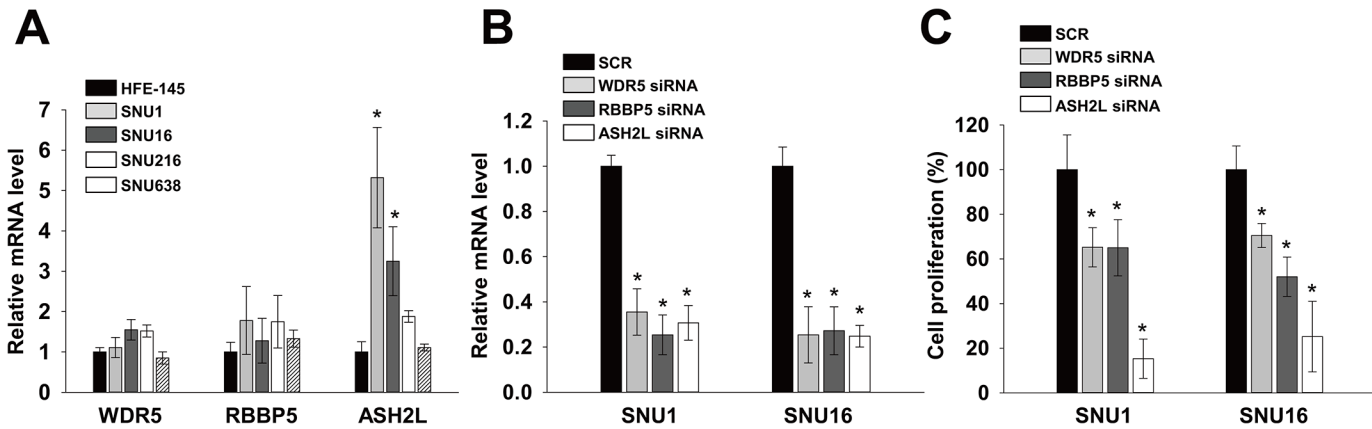 A
HFE-145
SNU1
SNU16
SNU216
SNU638
Relative mRNA level
7
6
5
4
3
2
1
0
*
*
WDR5 RBBP5 ASH2L
B
SCR
WDR5 siRNA
RBBP5 siRNA
ASH2L siRNA
Relative mRNA level
1.2
1.0
0.8
0.6
0.4
0.2
0.0
* * * * * *
SNU1 SNU16
C
SCR
WDR5 siRNA
RBBP5 siRNA
ASH2L siRNA
Cell proliferation (%)
120
100
80
60
40
20
0
* * * * * *
SNU1 SNU16